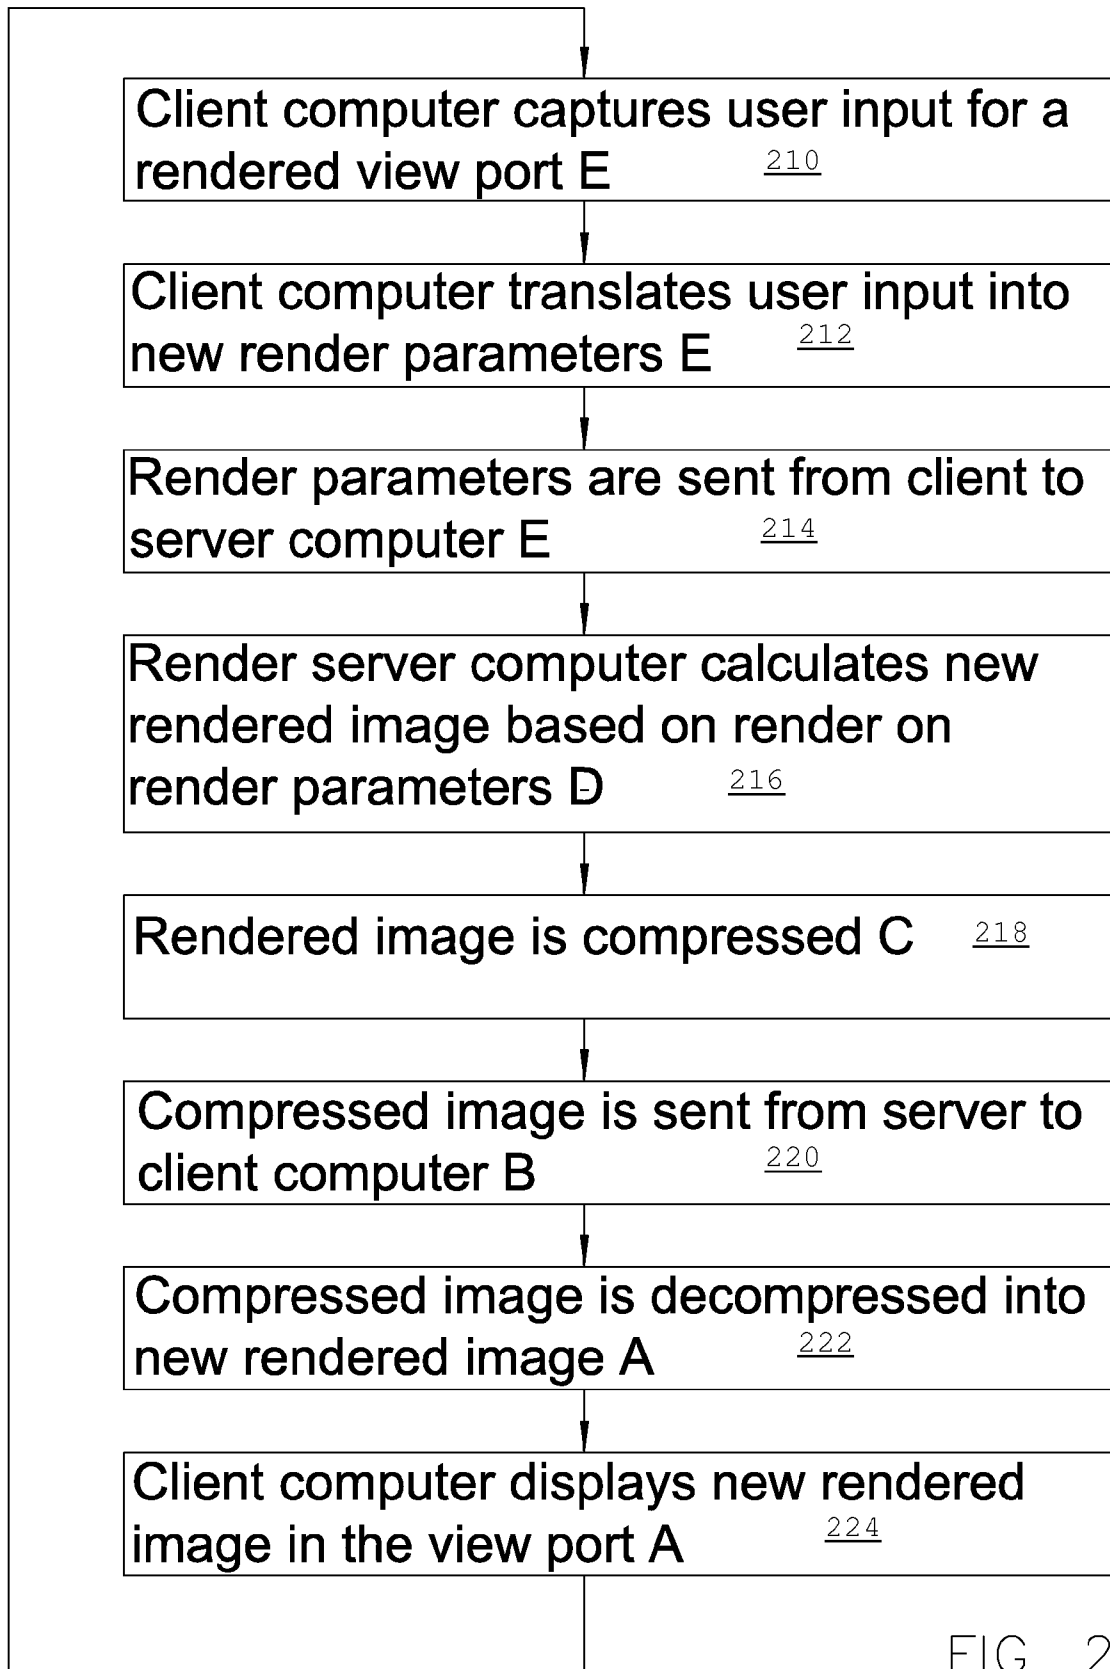 Client computer captures user input for a
rendered view port E 210
Client computer translates user input into
new render parameters E 212
Render parameters are sent from client to
server computer E 214
Render server computer calculates new
rendered image based on render on
render parameters D 216
Rendered image is compressed C 218
Compressed image is sent from server to
client computer B 220
Compressed image is decompressed into
new rendered image A 222
Client computer displays new rendered
image in the view port A 224
FIG 2